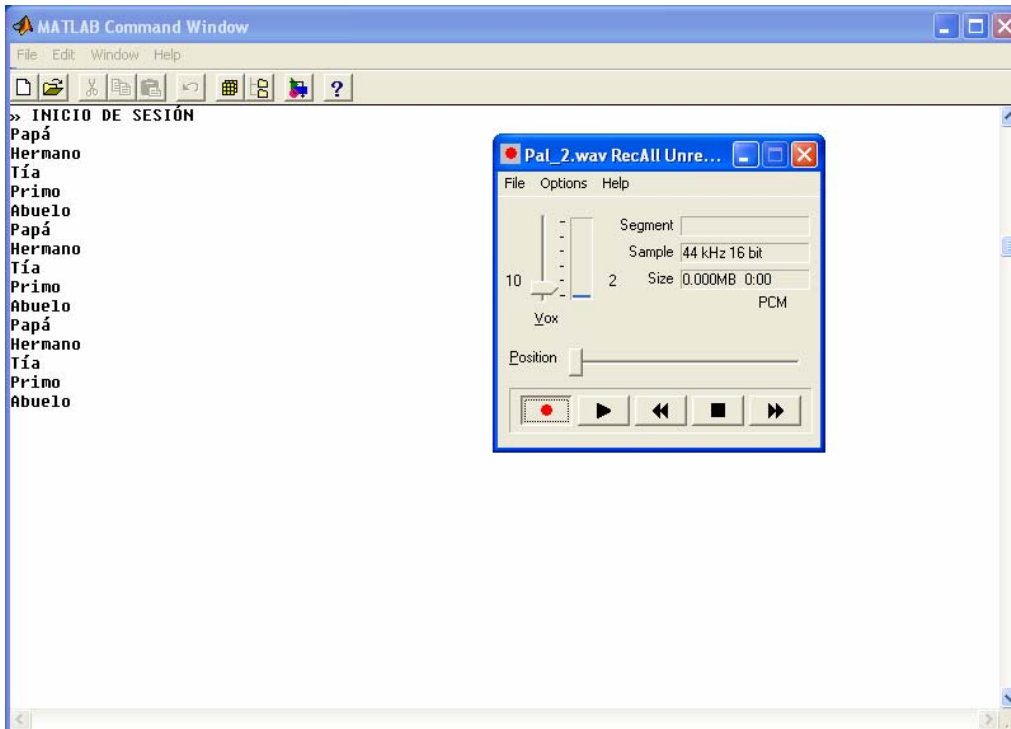 MATLAB Command Window
File Edit Window Help
?
» INICIO DE SESIÓN
Papá
Hermano
Tía
Primo
Abuelo
Papá
Hermano
Tía
Primo
Abuelo
Papá
Hermano
Tía
Primo
Abuelo
Pal_2.wav RecAll Unre...
File Options Help
Segment
Sample 44 kHz 16 bit
10 2 Size 0.000MB 0:00
PCM
Vox
Position